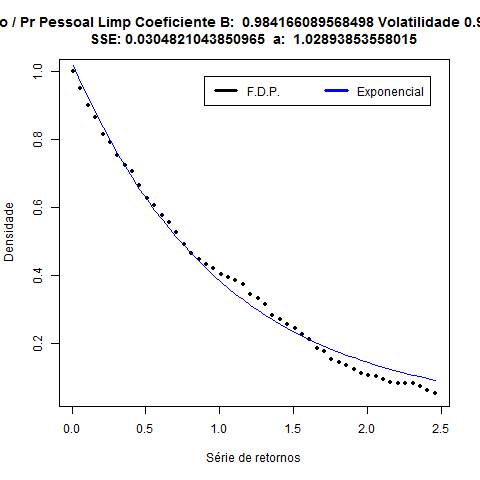 o / Pr Pessoal Limp Coeficiente B: 0.984166089568498 Volatilidade 0.9
SSE: 0.0304821043850965 a: 1.02893853558015
F.D.P.
Exponencial
Densidade
1.0
0.8
0.6
0.4
0.2
0.0
0.5
1.0
1.5
2.0
2.5
Série de retornos